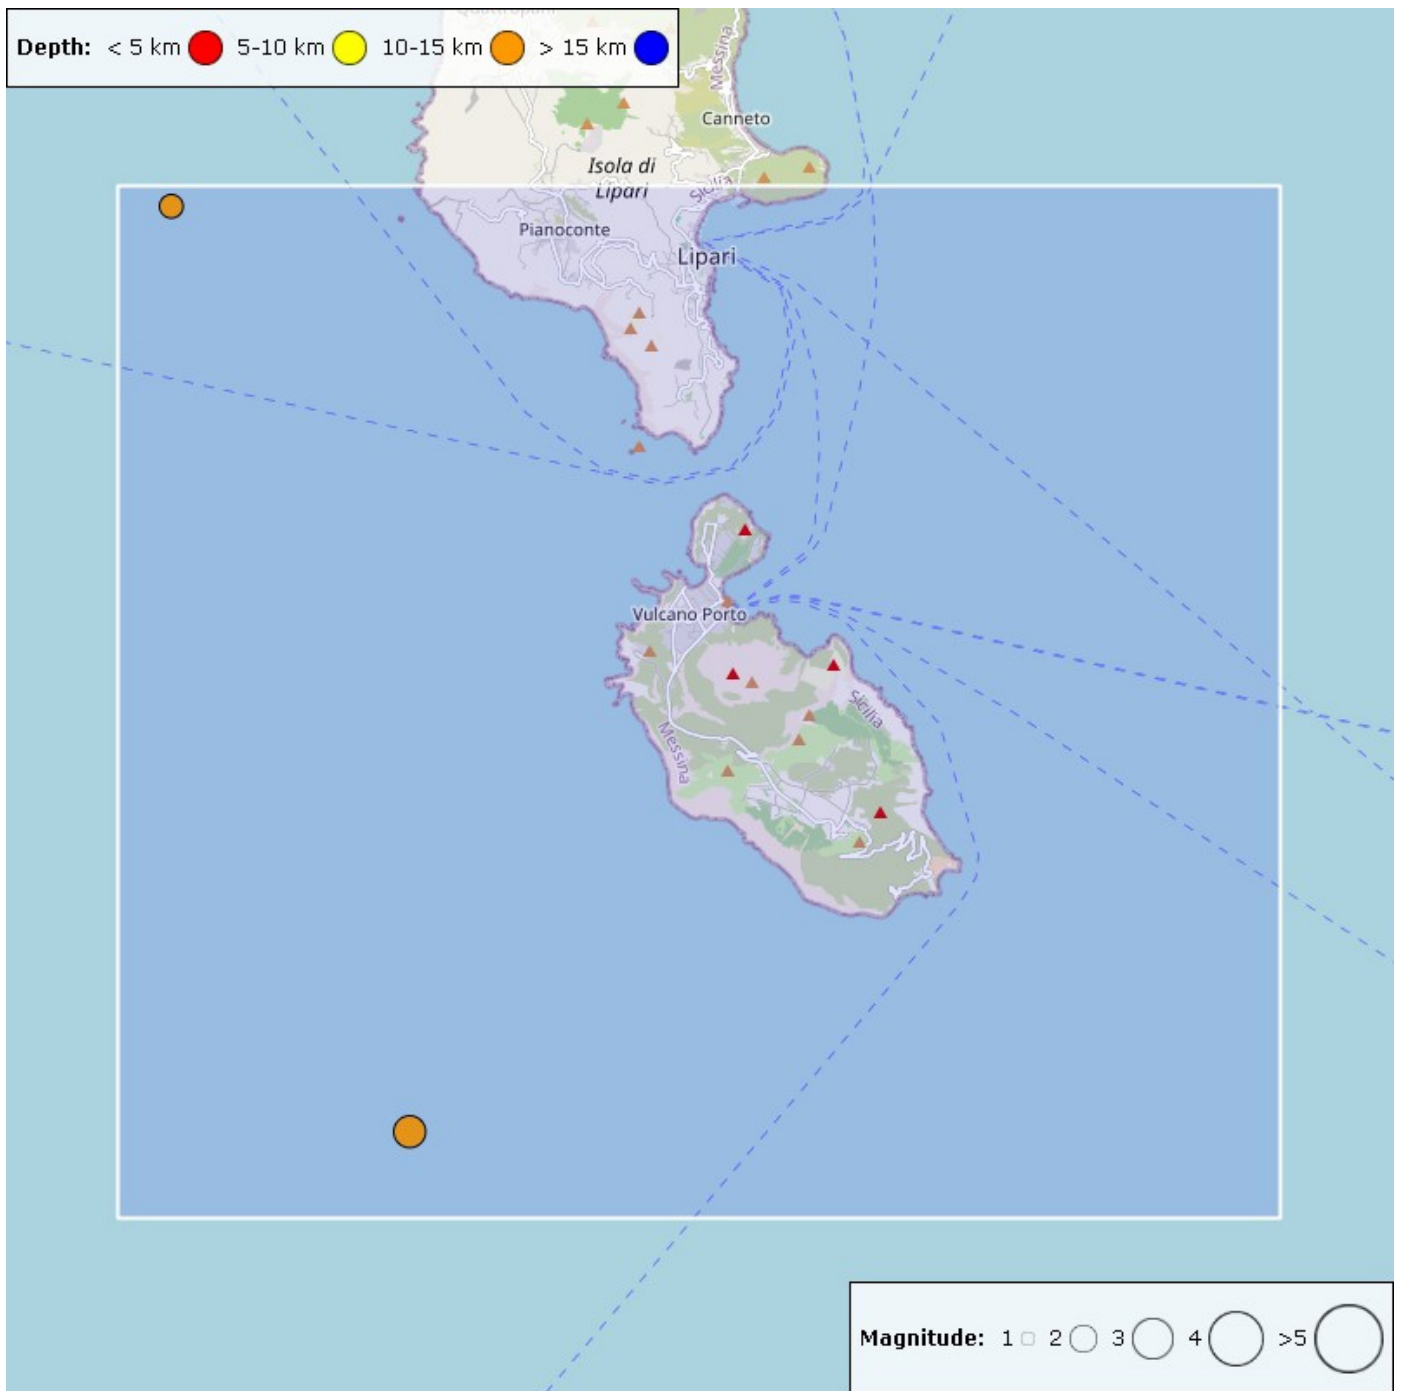 Quattropani
Depth: < 5 km 5-10 km 10-15 km > 15 km
Messina
Canneto
Isola di
Lipari
Sicilia
Pianoconte
Lipari
Vulcano Porto
Sicilia
Messina
Magnitude: 1 2 3 4 >5